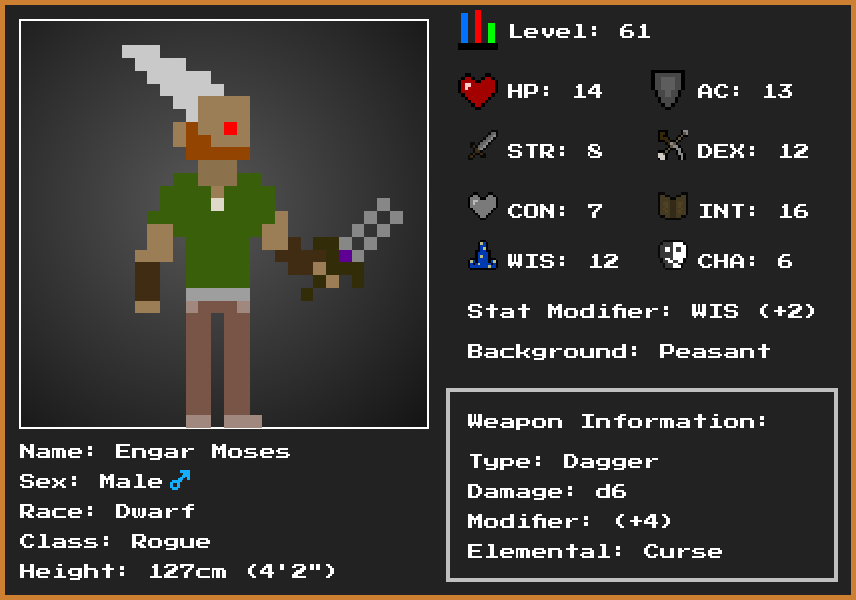 Level: 61
HP: 14
AC: 13
STR: 8
DEX: 12
CON: 7
INT: 16
WIS: 12
CHA: 6
Stat Modifier: WIS (+2)
Background: Peasant
Weapon Information:
Type: Dagger
Damage: d6
Modifier: (+4)
Elemental: Curse
Name: Engar Moses
Sex: Male ♂
Race: Dwarf
Class: Rogue
Height: 127cm (4'2")